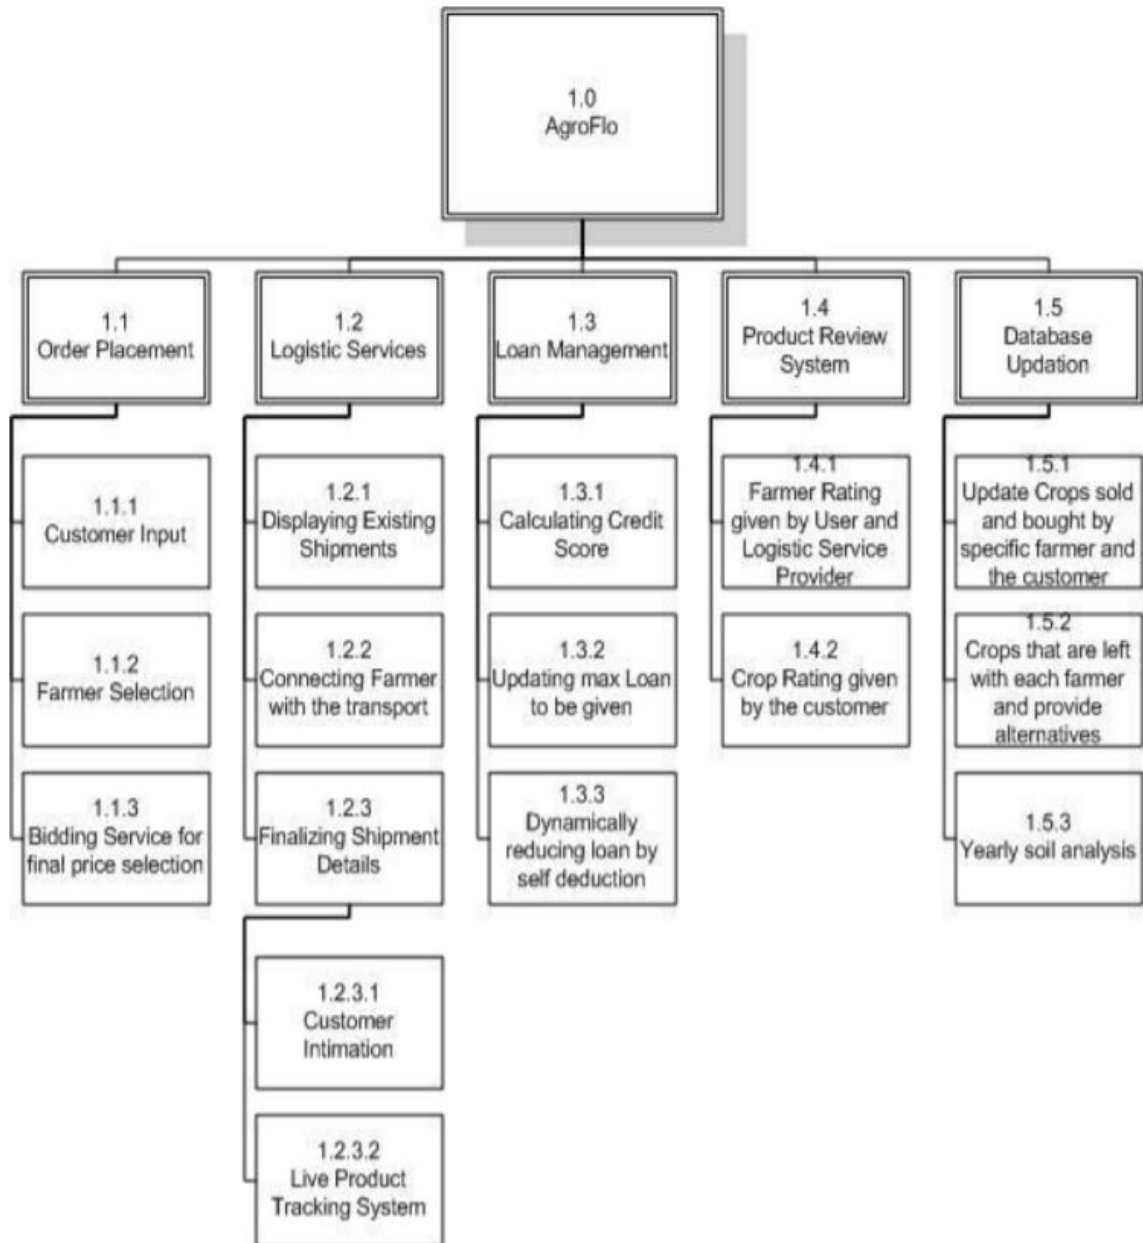 1.0
AgroFlo
1.1
Order Placement
1.2
Logistic Services
1.3
Loan Management
1.4
Product Review
System
1.5
Database
Updation
1.1.1
Customer Input
1.2.1
Displaying Existing
Shipments
1.3.1
Calculating Credit
Score
1.4.1
Farmer Rating
given by User and
Logistic Service
Provider
1.5.1
Update Crops sold
and bought by
specific farmer and
the customer
1.1.2
Farmer Selection
1.2.2
Connecting Farmer
with the transport
1.3.2
Updating max Loan
to be given
1.4.2
Crop Rating given
by the customer
1.5.2
Crops that are left
with each farmer
and provide
alternatives
1.1.3
Bidding Service for
final price selection
1.2.3
Finalizing Shipment
Details
1.3.3
Dynamically
reducing loan by
self deduction
1.5.3
Yearly soil analysis
1.2.3.1
Customer
Intimation
1.2.3.2
Live Product
Tracking System